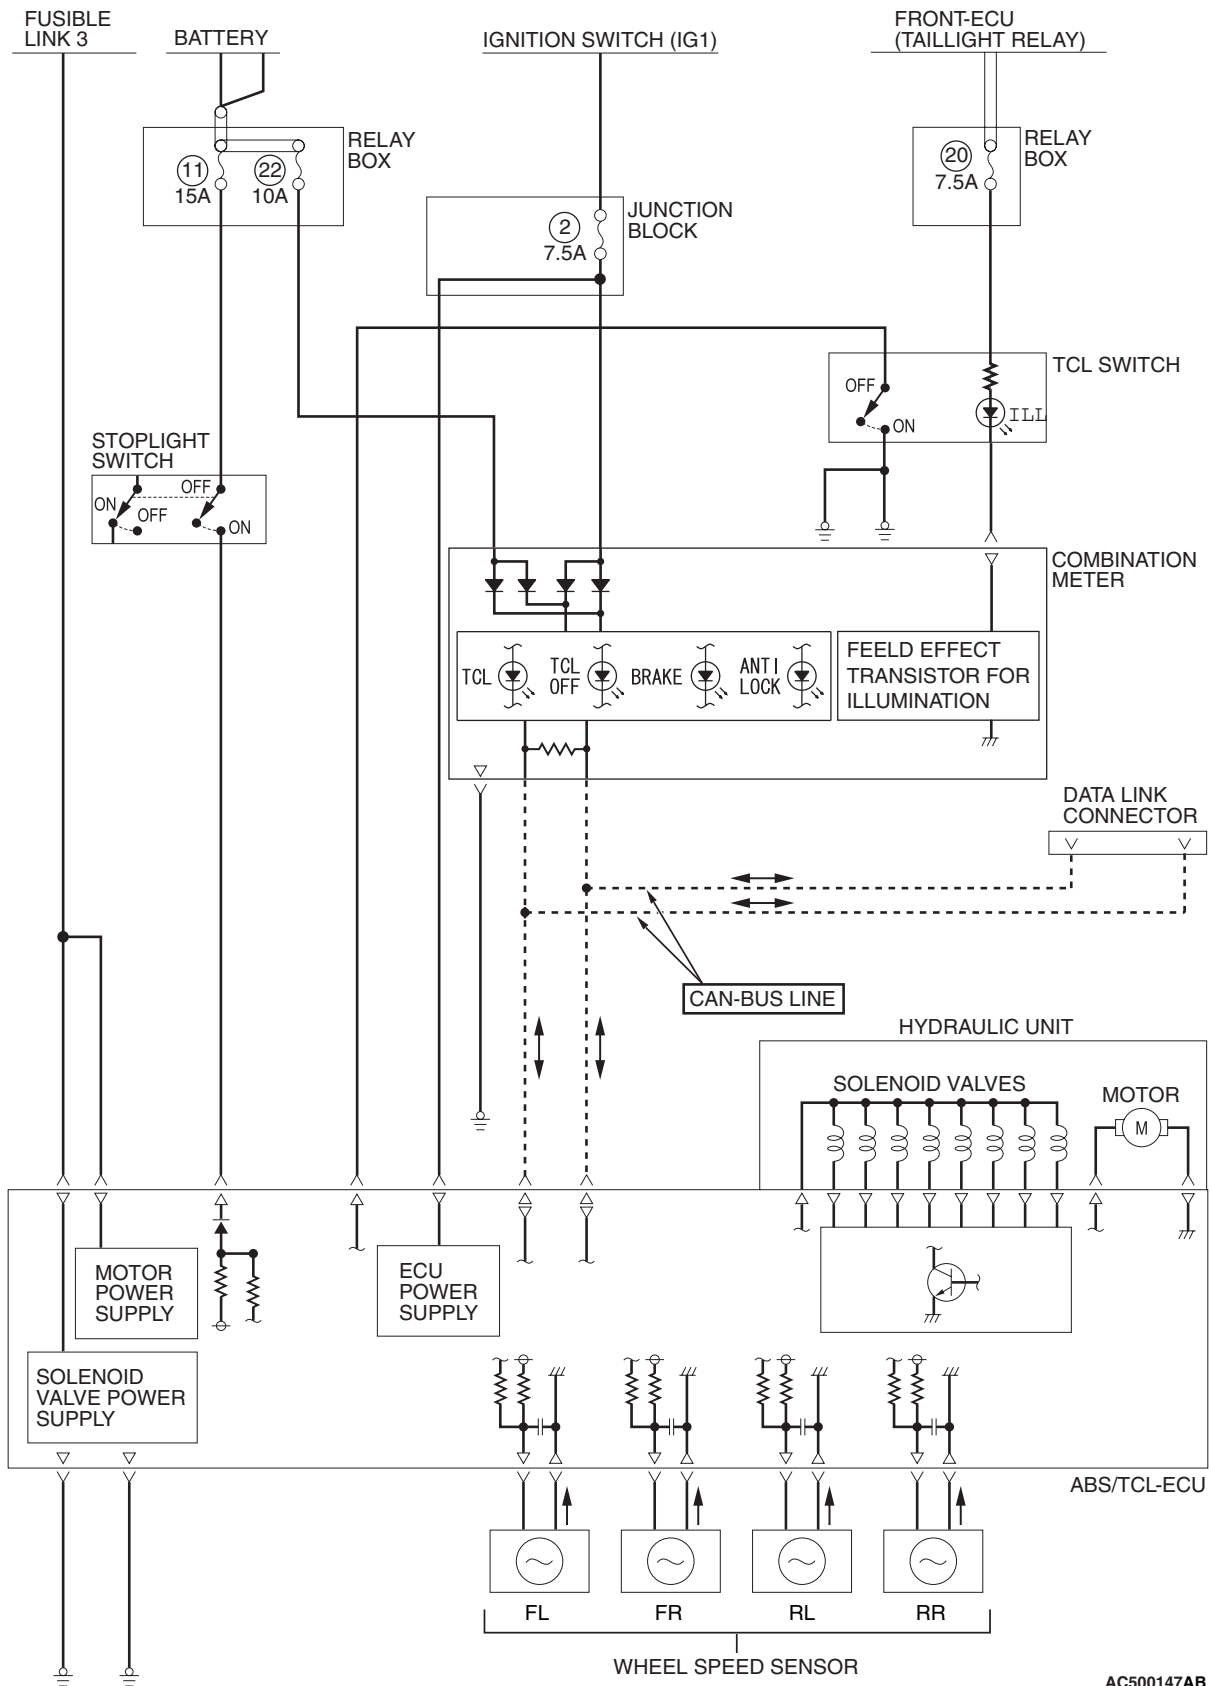 FUSIBLE
LINK 3
BATTERY
IGNITION SWITCH (IG1)
FRONT-ECU
(TAILLIGHT RELAY)
RELAY
BOX
11
15A
22
10A
JUNCTION
BLOCK
2
7.5A
RELAY
BOX
20
7.5A
TCL SWITCH
OFF
ON
ILL
STOPLIGHT
SWITCH
ON
OFF
OFF
ON
COMBINATION
METER
TCL
TCL
OFF
BRAKE
ANTI
LOCK
FEELD EFFECT
TRANSISTOR FOR
ILLUMINATION
DATA LINK
CONNECTOR
CAN-BUS LINE
HYDRAULIC UNIT
SOLENOID VALVES
MOTOR
M
MOTOR
POWER
SUPPLY
ECU
POWER
SUPPLY
SOLENOID
VALVE POWER
SUPPLY
ABS/TCL-ECU
FL
FR
RL
RR
WHEEL SPEED SENSOR
AC500147AB